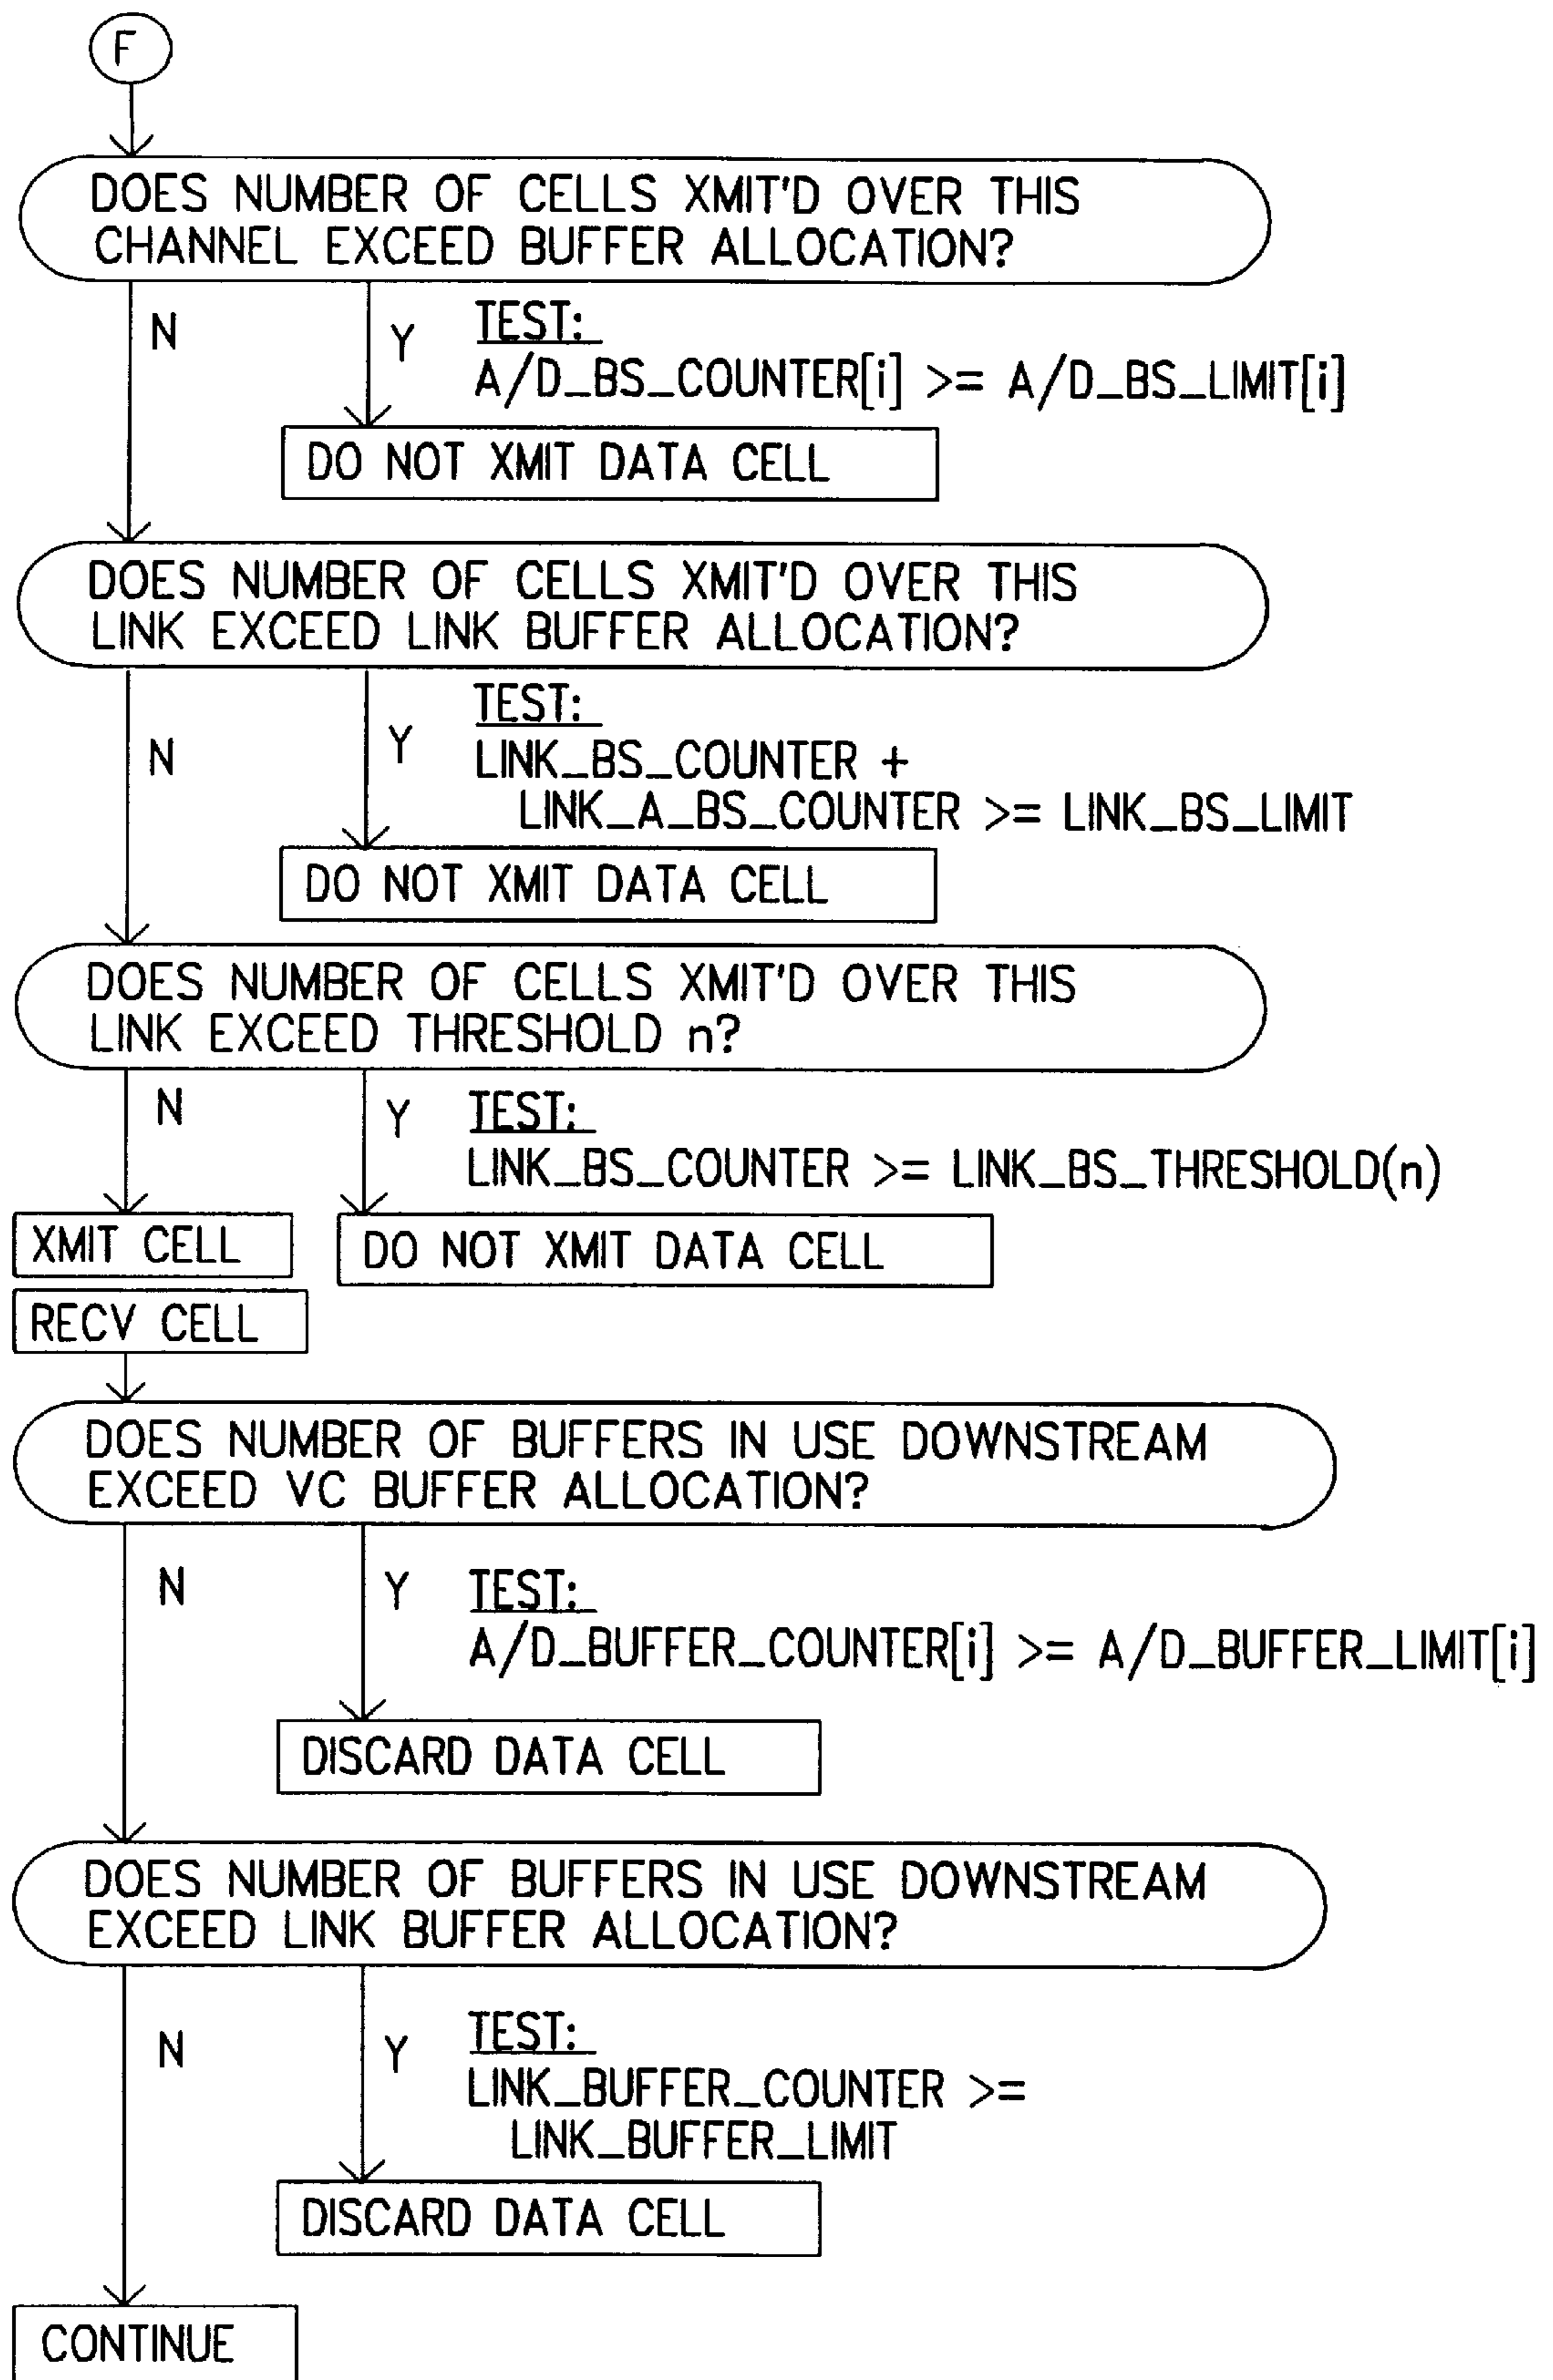 F
DOES NUMBER OF CELLS XMIT'D OVER THIS
CHANNEL EXCEED BUFFER ALLOCATION?
N
Y
TEST:
A/D_BS_COUNTER[i] >= A/D_BS_LIMIT[i]
DO NOT XMIT DATA CELL
DOES NUMBER OF CELLS XMIT'D OVER THIS
LINK EXCEED LINK BUFFER ALLOCATION?
N
Y
TEST:
LINK_BS_COUNTER +
LINK_A_BS_COUNTER >= LINK_BS_LIMIT
DO NOT XMIT DATA CELL
DOES NUMBER OF CELLS XMIT'D OVER THIS
LINK EXCEED THRESHOLD n?
N
Y
TEST:
LINK_BS_COUNTER >= LINK_BS_THRESHOLD(n)
XMIT CELL
DO NOT XMIT DATA CELL
RECV CELL
DOES NUMBER OF BUFFERS IN USE DOWNSTREAM
EXCEED VC BUFFER ALLOCATION?
N
Y
TEST:
A/D_BUFFER_COUNTER[i] >= A/D_BUFFER_LIMIT[i]
DISCARD DATA CELL
DOES NUMBER OF BUFFERS IN USE DOWNSTREAM
EXCEED LINK BUFFER ALLOCATION?
N
Y
TEST:
LINK_BUFFER_COUNTER >=
LINK_BUFFER_LIMIT
DISCARD DATA CELL
CONTINUE